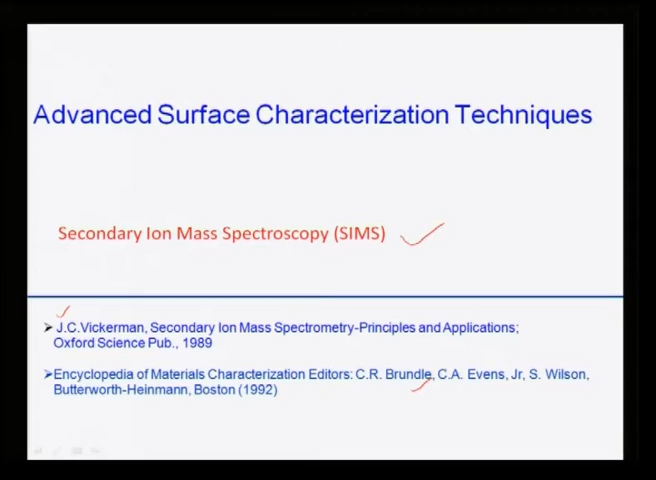 Advanced Surface Characterization Techniques
Secondary Ion Mass Spectroscopy (SIMS)
J.C.Vickerman, Secondary Ion Mass Spectrometry-Principles and Applications;
Oxford Science Pub., 1989
Encyclopedia of Materials Characterization Editors: C.R. Brundle, C.A. Evens, Jr, S. Wilson,
Butterworth-Heinmann, Boston (1992)